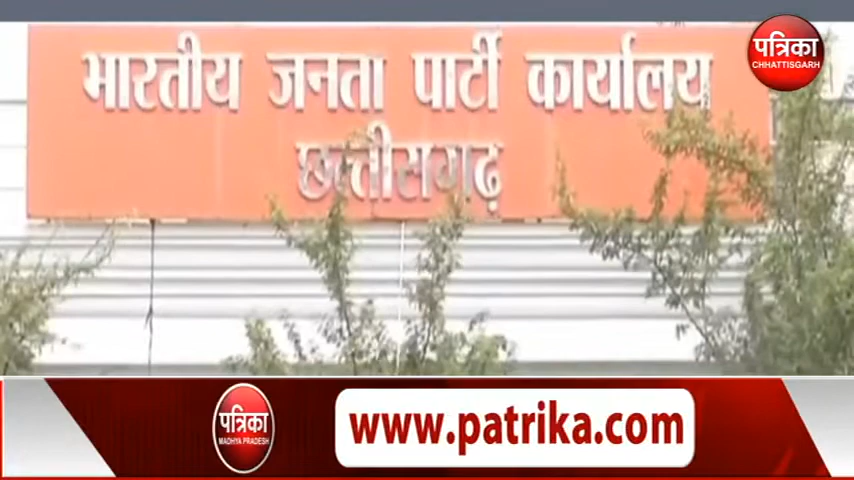 भारतीय जनता पार्टी कार्यालय
छत्तीसगढ़
पत्रिका
CHHATTISGARH
पत्रिका
MADHYA PRADESH
www.patrika.com